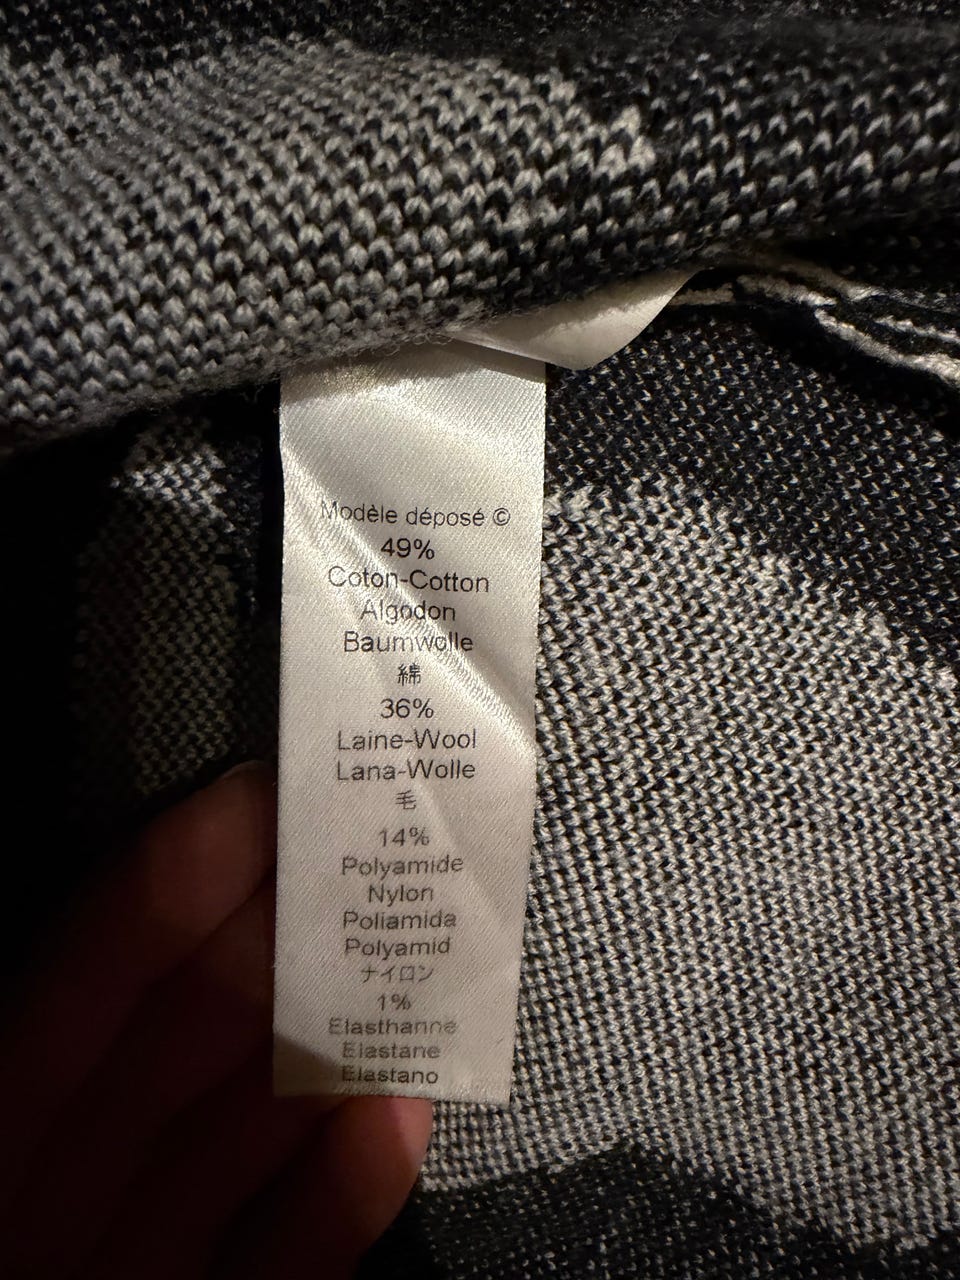 Modèle déposé ©
49%
Coton-Cotton
Algodon
Baumwolle
綿
36%
Laine-Wool
Lana-Wolle
毛
14%
Polyamide
Nylon
Poliamida
Polyamid
ナイロン
1%
Elasthanne
Elastane
Elastano